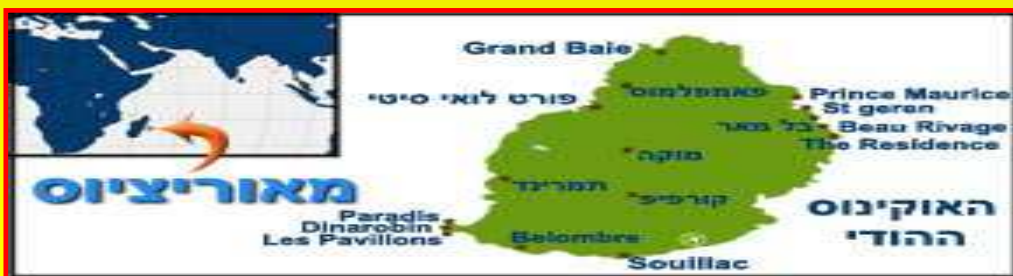 Grand Baie
פאמפלמוס
פורט לואי סיטי
Prince Maurice
St geren
בל מאר
Beau Rivage
The Residence
מוקה
מאוריציוס
תמרינד
קורפיפ
האוקינוס
ההודי
Paradis
Dinarobin
Les Pavillons
Belombre
Souillac